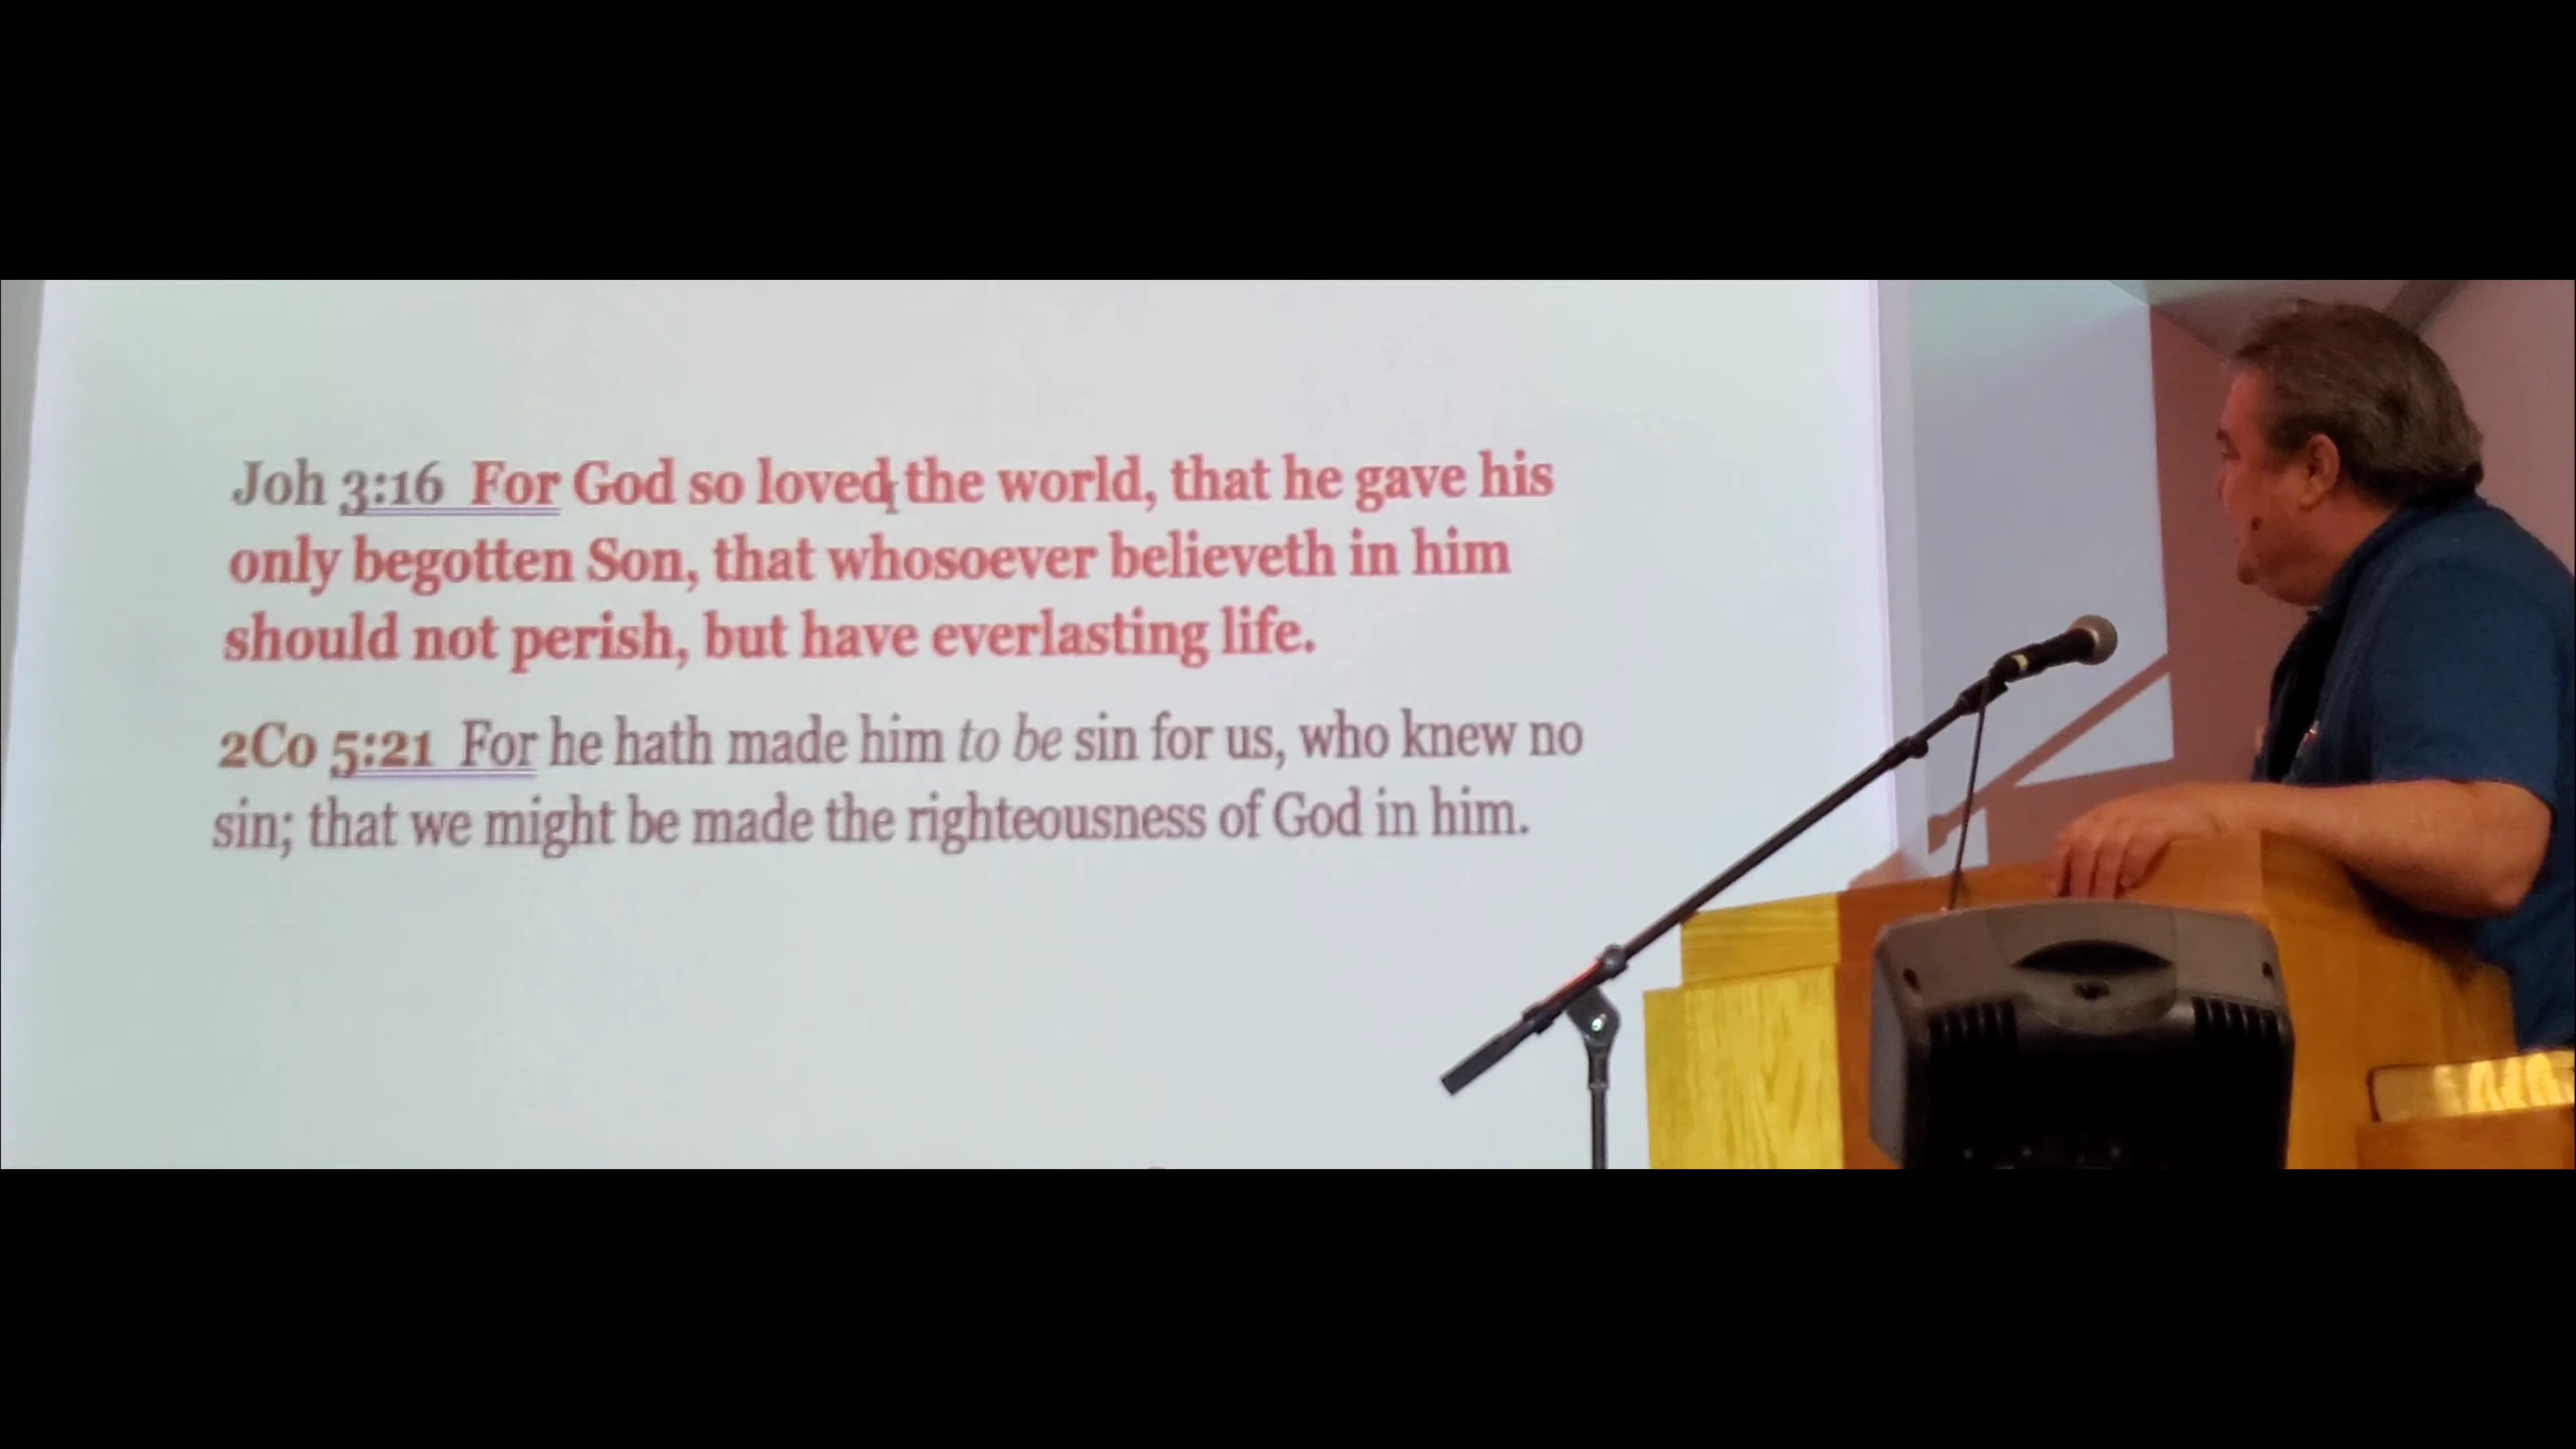 Joh 3:16  For God so loved the world, that he gave his
only begotten Son, that whosoever believeth in him
should not perish, but have everlasting life.
2Co 5:21  For he hath made him to be sin for us, who knew no
sin; that we might be made the righteousness of God in him.